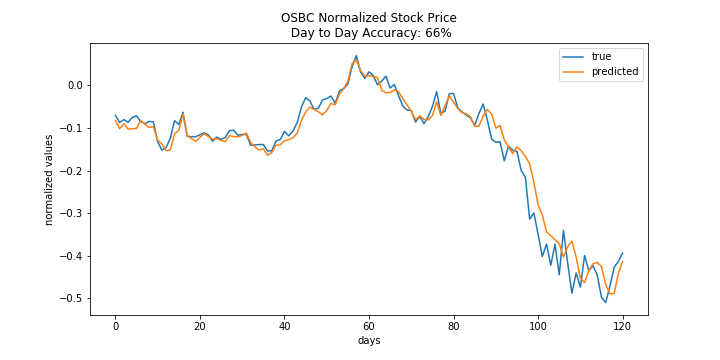 OSBC Normalized Stock Price
Day to Day Accuracy: 66%
true
predicted
normalized values
0.0
−0.1
−0.2
−0.3
−0.4
−0.5
0
20
40
60
80
100
120
days